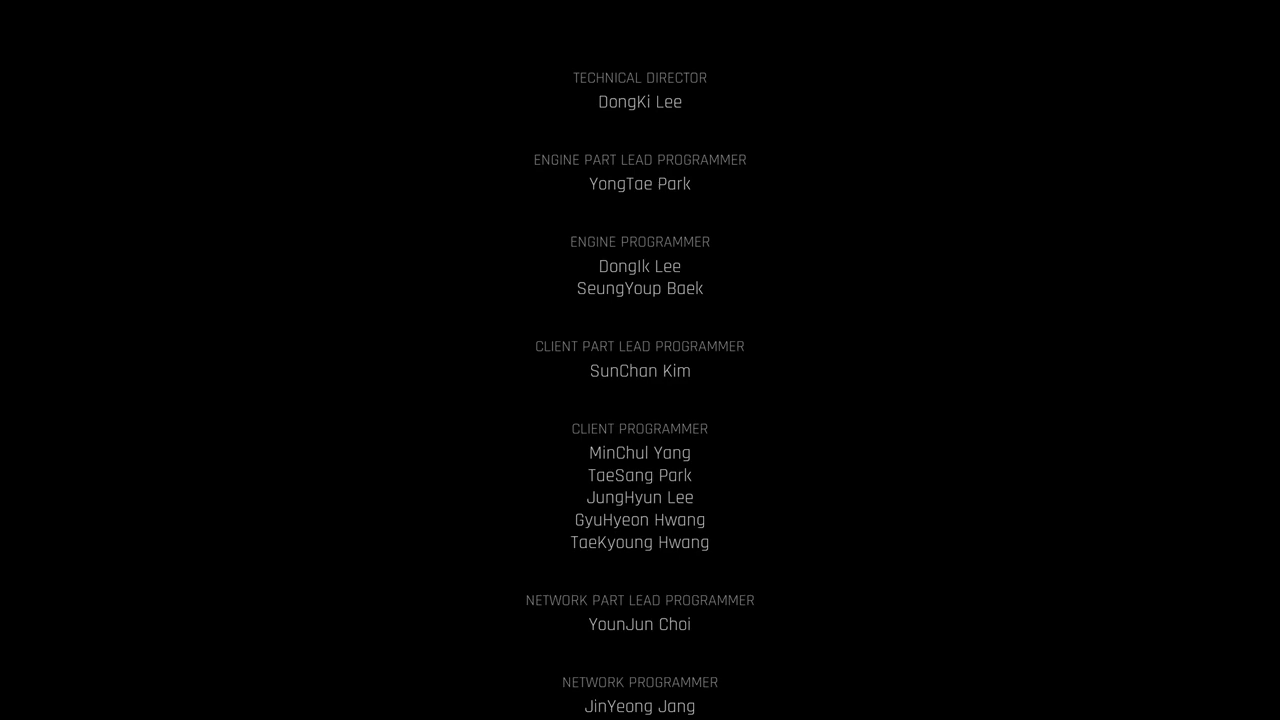 TECHNICAL DIRECTOR
DongKi Lee
ENGINE PART LEAD PROGRAMMER
YongTae Park
ENGINE PROGRAMMER
DongIk Lee
SeungYoup Baek
CLIENT PART LEAD PROGRAMMER
SunChan Kim
CLIENT PROGRAMMER
MinChul Yang
TaeSang Park
JungHyun Lee
GyuHyeon Hwang
TaeKyoung Hwang
NETWORK PART LEAD PROGRAMMER
YounJun Choi
NETWORK PROGRAMMER
JinYeong Jang